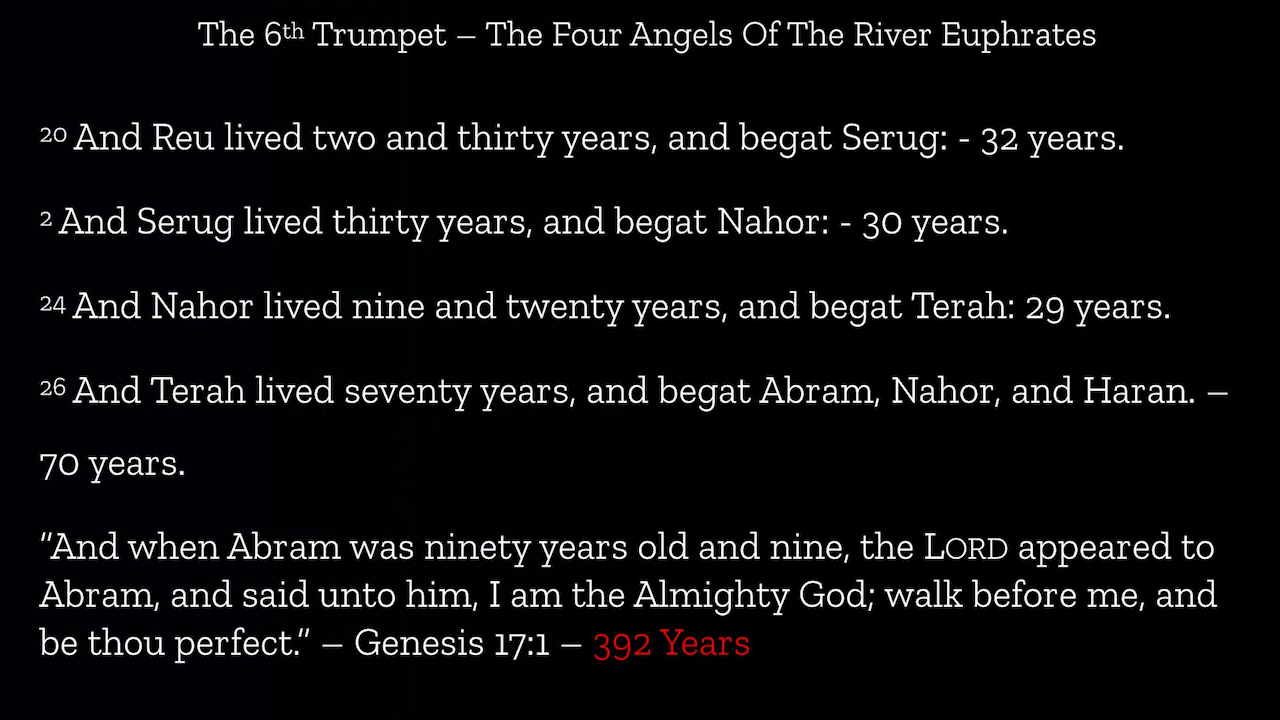 The 6th Trumpet – The Four Angels Of The River Euphrates
20 And Reu lived two and thirty years, and begat Serug: - 32 years.
2 And Serug lived thirty years, and begat Nahor: - 30 years.
24 And Nahor lived nine and twenty years, and begat Terah: 29 years.
26 And Terah lived seventy years, and begat Abram, Nahor, and Haran. –
70 years.
“And when Abram was ninety years old and nine, the LORD appeared to
Abram, and said unto him, I am the Almighty God; walk before me, and
be thou perfect.” – Genesis 17:1 – 392 Years